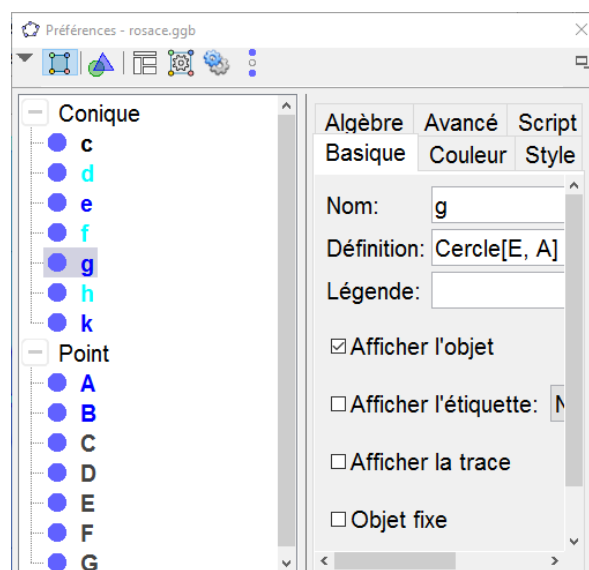 Préférences - rosace.ggb
Conique
c
d
e
f
g
h
k
Point
A
B
C
D
E
F
G
Algèbre Avancé Script
Basique Couleur Style
Nom: g
Définition: Cercle[E, A]
Légende:
Afficher l'objet
Afficher l'étiquette:
Afficher la trace
Objet fixe